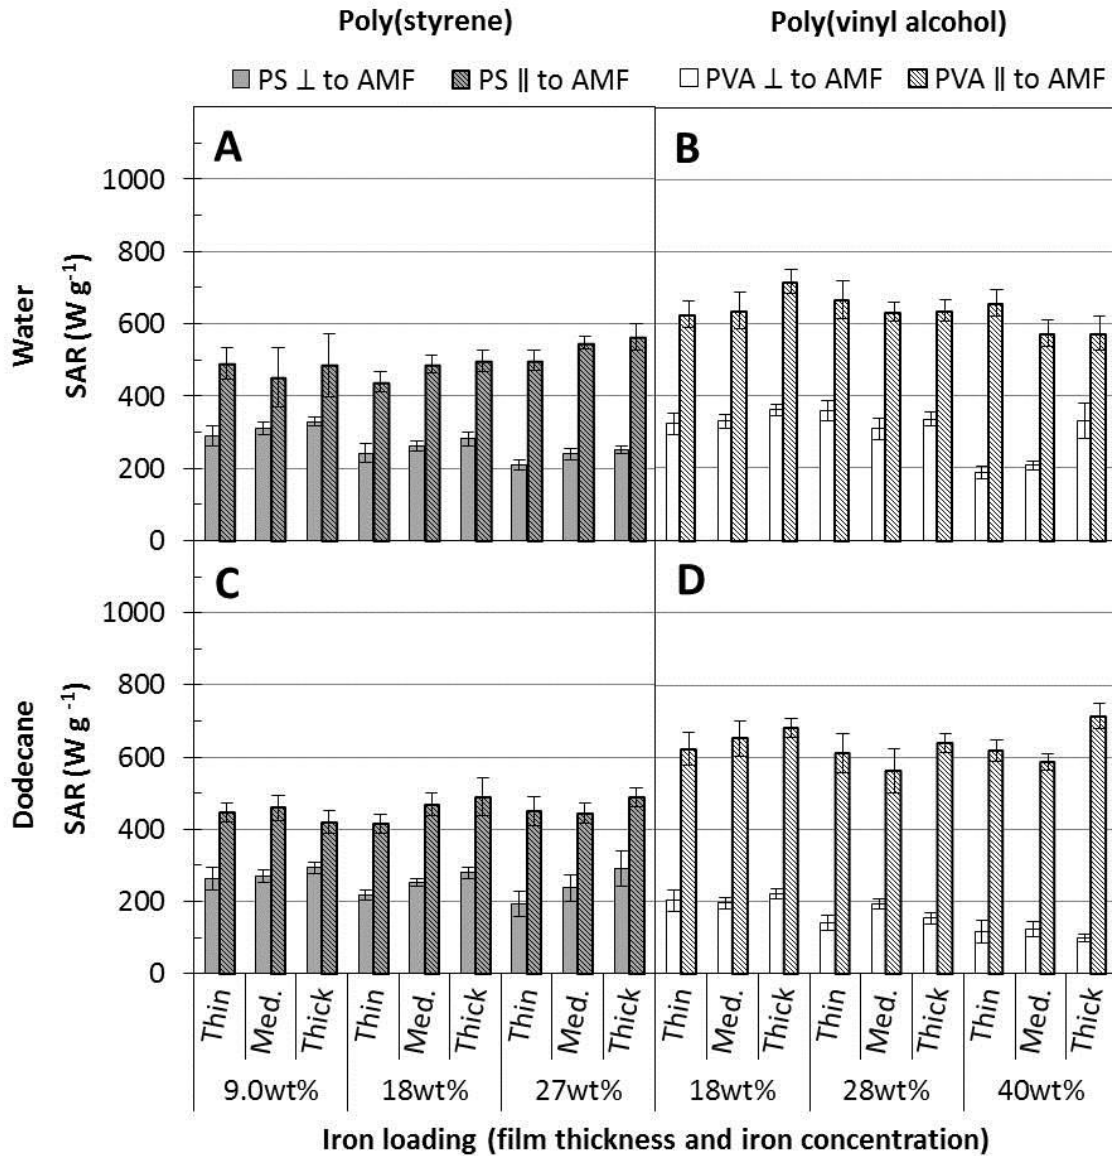 Poly(styrene) Poly(vinyl alcohol)
PS ⊥ to AMF PS ǁ to AMF PVA ⊥ to AMF PVA ǁ to AMF
A B
1000
800
600
400
200
0
Water
SAR (W g⁻¹)
C D
1000
800
600
400
200
0
Dodecane
SAR (W g⁻¹)
Thin Med. Thick Thin Med. Thick Thin Med. Thick Thin Med. Thick Thin Med. Thick Thin Med. Thick
9.0wt% 18wt% 27wt% 18wt% 28wt% 40wt%
Iron loading (film thickness and iron concentration)